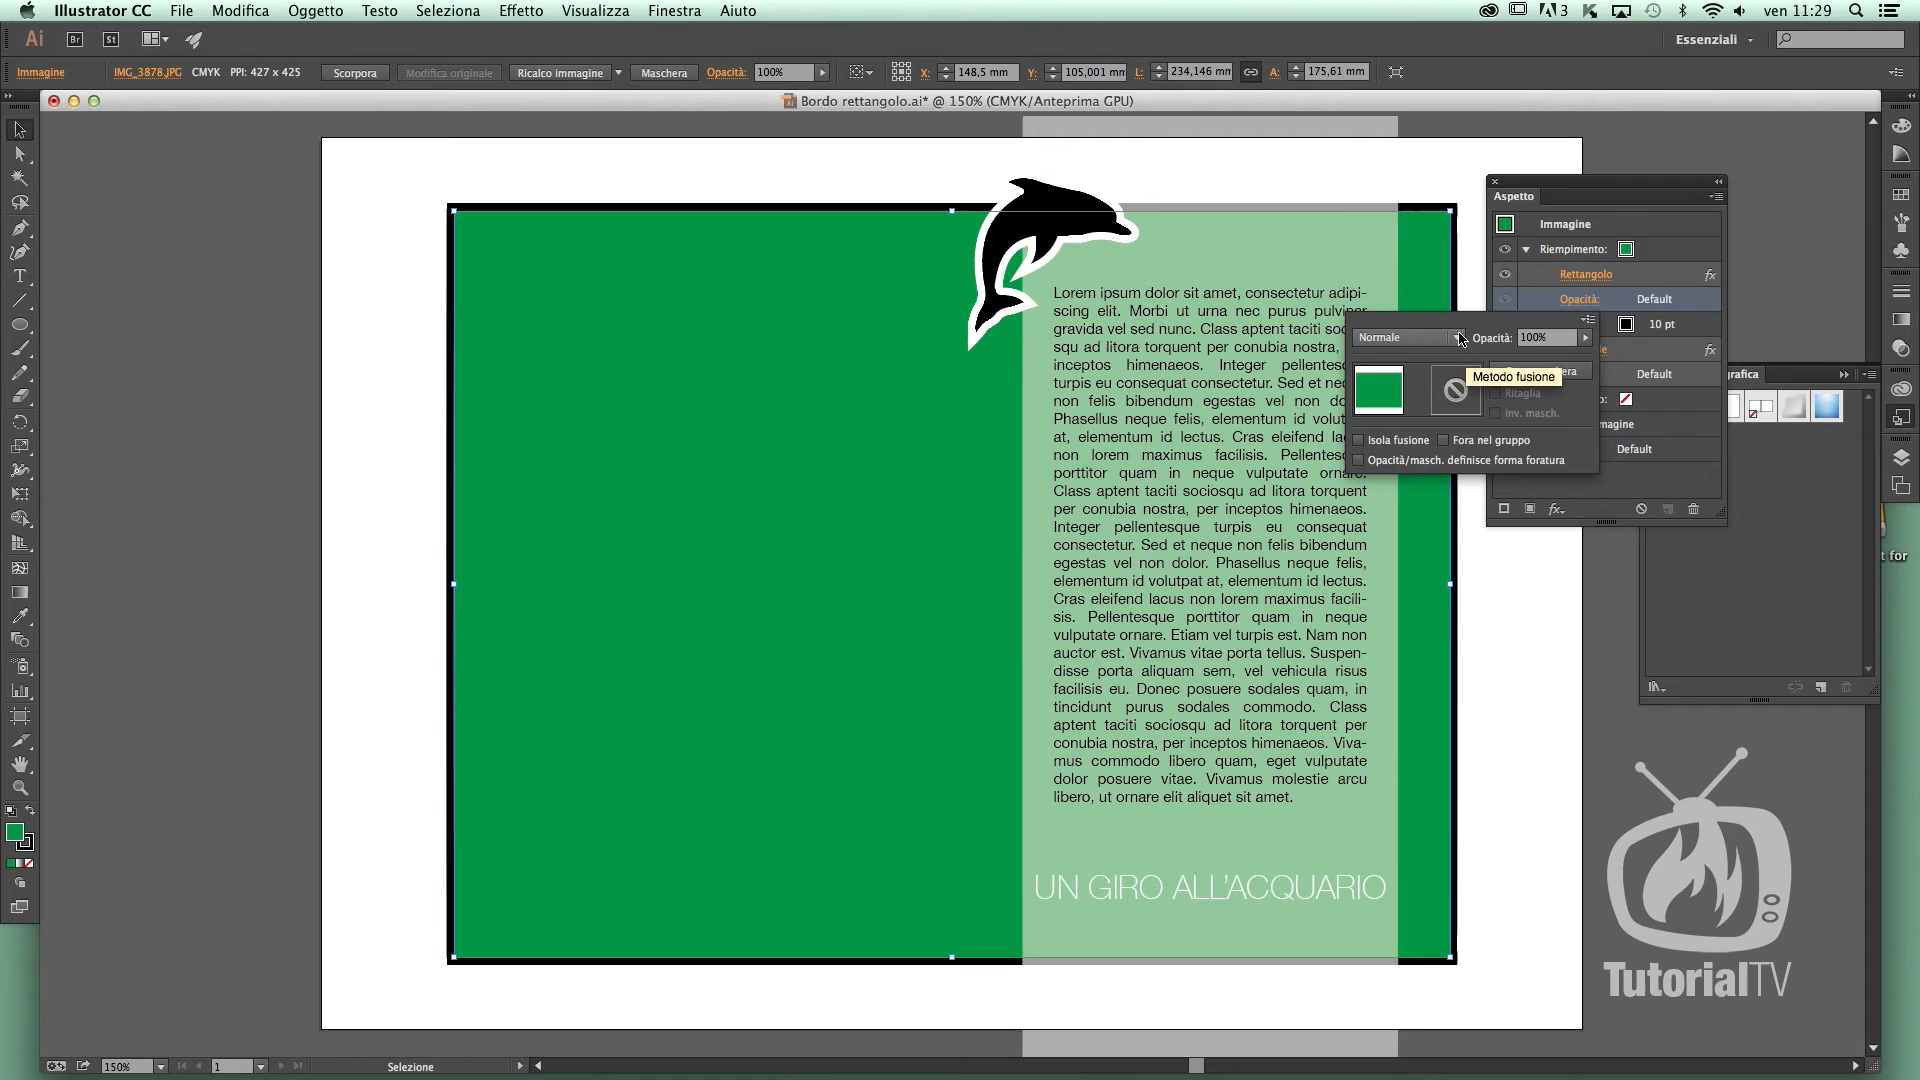 Illustrator CC File Modifica Oggetto Testo Seleziona Effetto Visualizza Finestra Aiuto 3 ven 11:29
Ai Br St Essenziali
Immagine IMG_3878.JPG CMYK PPI: 427 x 425 Scorpora Modifica originale Ricalco immagine Maschera Opacità: 100% X: 148,5 mm Y: 105,001 mm L: 234,146 mm A: 175,61 mm
Bordo rettangolo.ai* @ 150% (CMYK/Anteprima GPU)
Aspetto
Immagine
Riempimento:
Rettangolo fx
Opacità: Default
10 pt
fx
Default
Default
Normale Opacità: 100%
Metodo fusione
Ritaglia
Inv. masch.
Isola fusione Fora nel gruppo
Opacità/masch. definisce forma foratura
Lorem ipsum dolor sit amet, consectetur adipi-
scing elit. Morbi ut urna nec purus pulvinar
gravida vel sed nunc. Class aptent taciti
squ ad litora torquent per conubia nostra,
inceptos himenaeos. Integer
turpis eu consequat consectetur. Sed et
non felis bibendum egestas vel non
Phasellus neque felis, elementum id
at, elementum id lectus. Cras eleifend
non lorem maximus facilisis.
porttitor quam in neque vulputate ornare.
Class aptent taciti sociosqu ad litora torquent
per conubia nostra, per inceptos himenaeos.
Integer pellentesque turpis eu consequat
consectetur. Sed et neque non felis bibendum
egestas vel non dolor. Phasellus neque felis,
elementum id volutpat at, elementum id lectus.
Cras eleifend lacus non lorem maximus facili-
sis. Pellentesque porttitor quam in neque
vulputate ornare. Etiam vel turpis est. Nam non
auctor est. Vivamus vitae porta tellus. Suspen-
disse porta aliquam sem, vel vehicula risus
facilisis eu. Donec posuere sodales quam, in
tincidunt purus sodales commodo. Class
aptent taciti sociosqu ad litora torquent per
conubia nostra, per inceptos himenaeos. Viva-
mus commodo libero quam, eget vulputate
dolor posuere vitae. Vivamus molestie arcu
libero, ut ornare elit aliquet sit amet.
UN GIRO ALL'ACQUARIO
TutorialTV
150% 1 Selezione